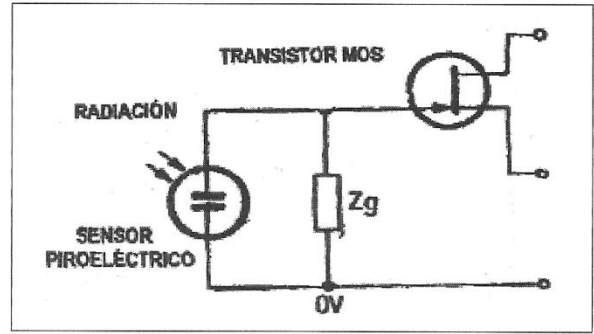 TRANSISTOR MOS
RADIACIÓN
Zg
SENSOR
PIROELÉCTRICO
0V